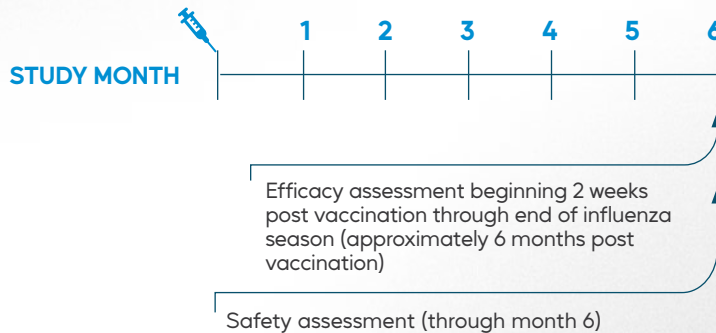 1 2 3 4 5 6
STUDY MONTH
Efficacy assessment beginning 2 weeks
post vaccination through end of influenza
season (approximately 6 months post
vaccination)
Safety assessment (through month 6)